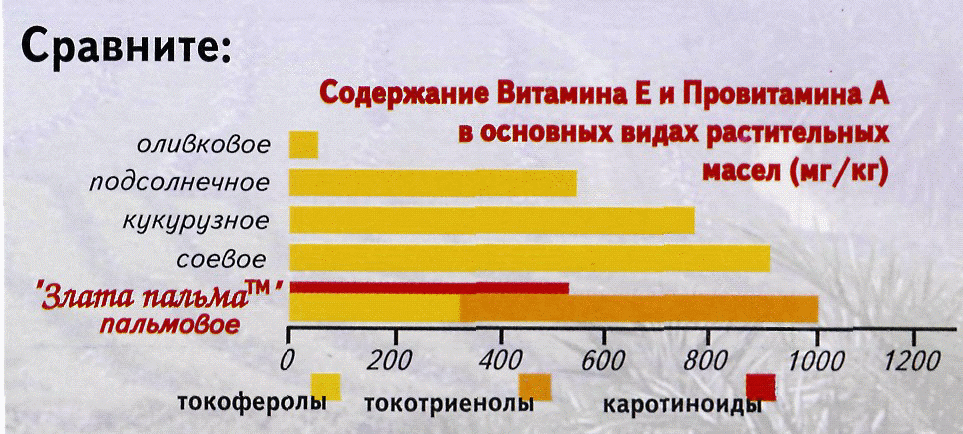 Сравните:
Содержание Витамина Е и Провитамина А
в основных видах растительных
масел (мг/кг)
оливковое
подсолнечное
кукурузное
соевое
"Злата пальма™"
пальмовое
0 200 400 600 800 1000 1200
токоферолы токотриенолы каротиноиды